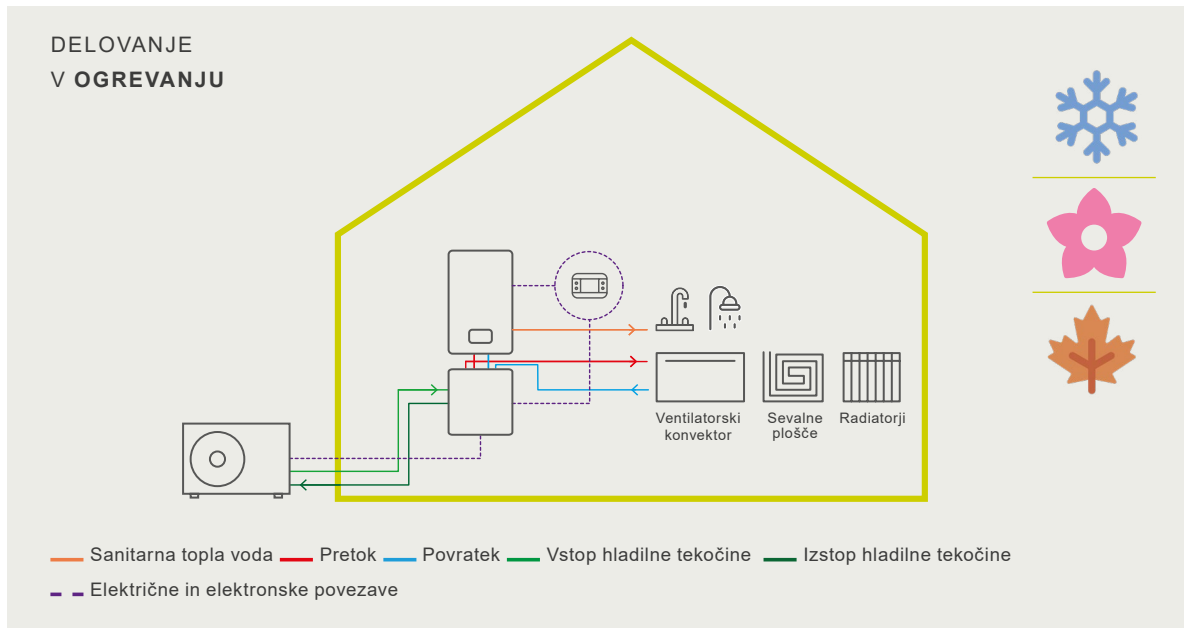 DELOVANJE
V OGREVANJU
Ventilatorski
konvektor
Sevalne
plošče
Radiatorji
Sanitarna topla voda
Pretok
Povratek
Vstop hladilne tekočine
Izstop hladilne tekočine
Električne in elektronske povezave